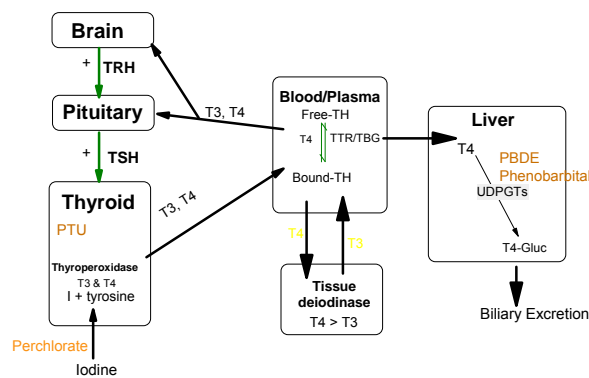 Brain
+
TRH
Pituitary
+
TSH
Thyroid
PTU
Thyroperoxidase
T3 & T4
I + tyrosine
Perchlorate
Iodine
T3, T4
T3, T4
Blood/Plasma
Free-TH
T4
TTR/TBG
Bound-TH
T4
T3
Tissue
deiodinase
T4 > T3
Liver
T4
PBDE
Phenobarbital
UDPGTs
T4-Gluc
Biliary Excretion